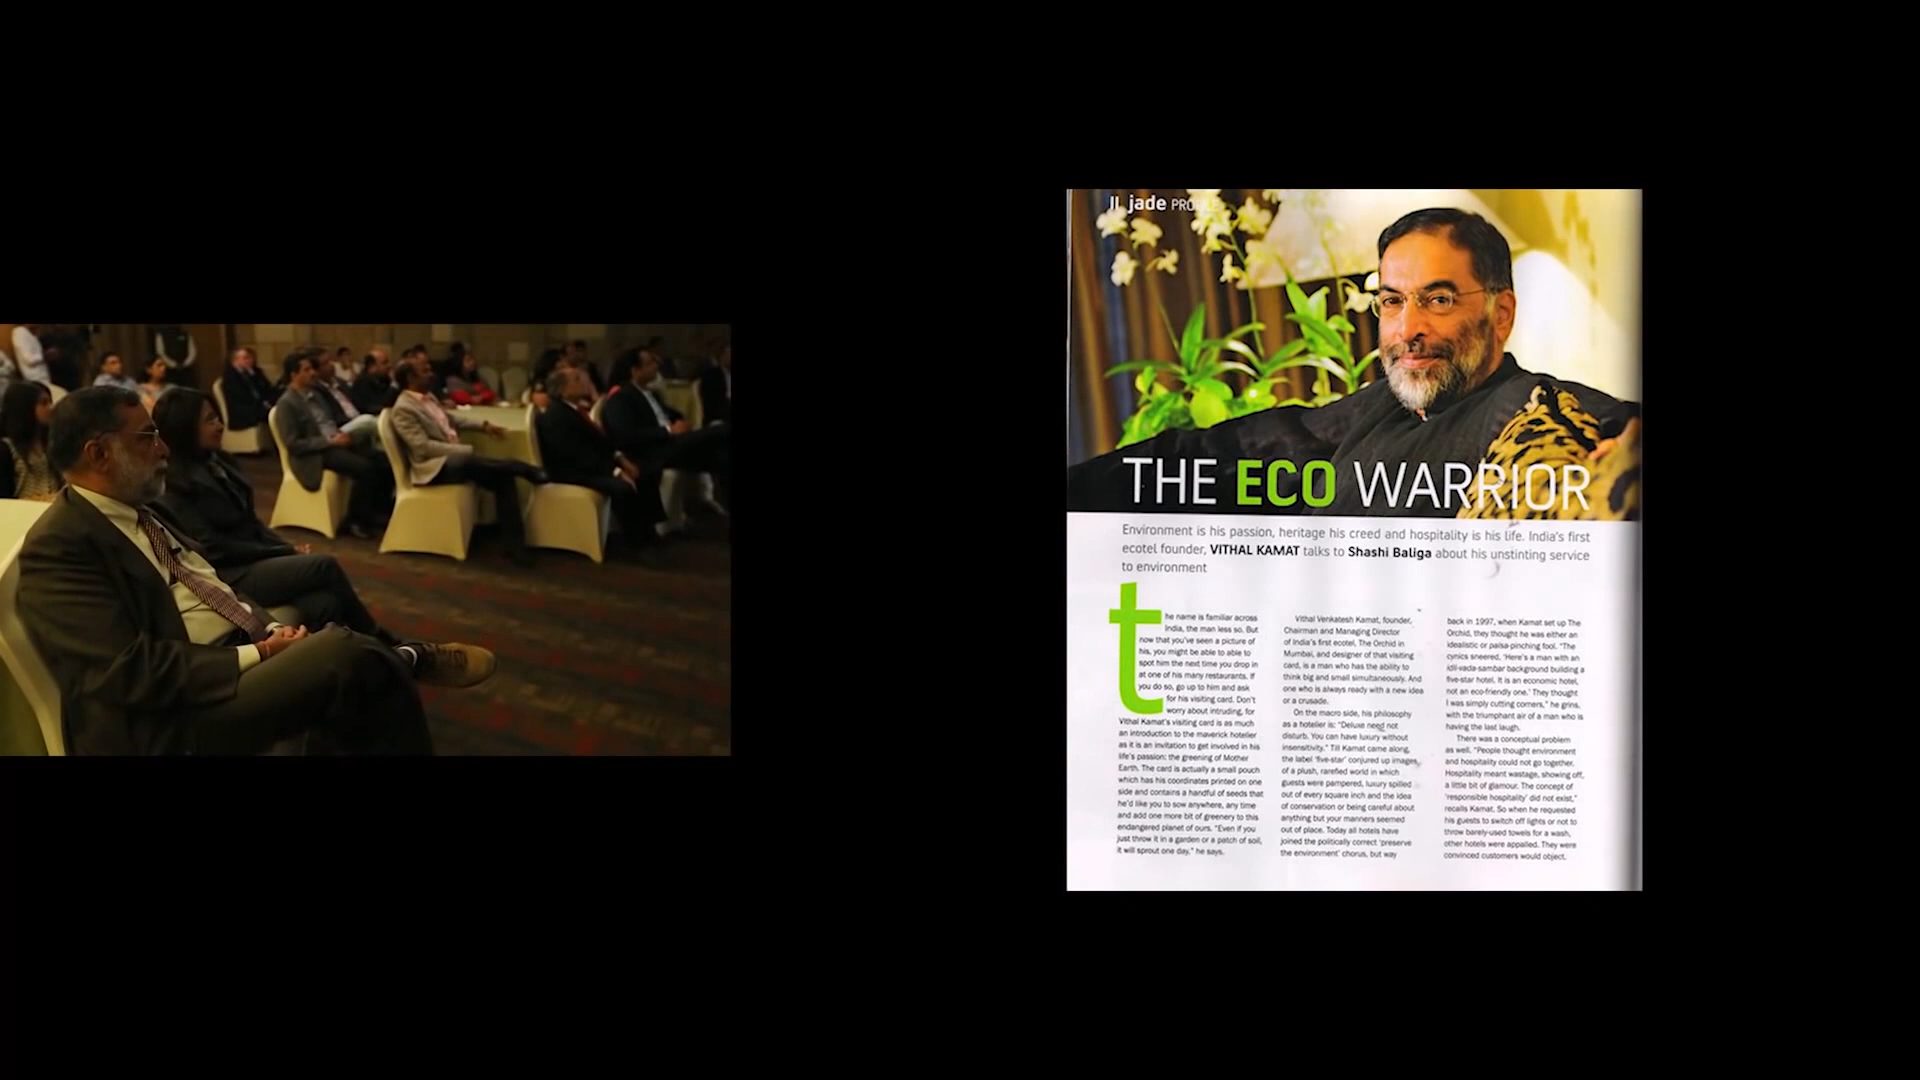 jade PROFILE
THE ECO WARRIOR
Environment is his passion, heritage his creed and hospitality is his life. India's first
ecotel founder, VITHAL KAMAT talks to Shashi Baliga about his unstinting service
to environment
the name is familiar across
India, the man less so. But
now that you've seen a picture of
his, you might be able to able to
spot him the next time you drop in
at one of his many restaurants. If
you do so, go up to him and ask
for his visiting card. Don't
worry about intruding, for
Vithal Kamat's visiting card is as much
an introduction to the maverick hotelier
as it is an invitation to get involved in his
life's passion: the greening of Mother
Earth. The card is actually a small pouch
which has his coordinates printed on one
side and contains a handful of seeds that
he'd like you to sow anywhere, any time
and add one more bit of greenery to this
endangered planet of ours. "Even if you
just throw it in a garden or a patch of soil,
it will sprout one day," he says.
Vithal Venkatesh Kamat, founder,
Chairman and Managing Director
of India's first ecotel, The Orchid in
Mumbai, and designer of that visiting
card, is a man who has the ability to
think big and small simultaneously. And
one who is always ready with a new idea
or a crusade.
On the macro side, his philosophy
as a hotelier is: "Deluxe need not
disturb. You can have luxury without
insensitivity." Till Kamat came along,
the label 'five-star' conjured up images
of a plush, rarefied world in which
guests were pampered, luxury spilled
out of every square inch and the idea
of conservation or being careful about
anything but your manners seemed
out of place. Today all hotels have
joined the politically correct 'preserve
the environment' chorus, but way
back in 1997, when Kamat set up The
Orchid, they thought he was either an
idealistic or paisa-pinching fool. "The
cynics sneered, 'Here's a man with an
idli-vada-sambar background building a
five-star hotel. It is an economic hotel,
not an eco-friendly one.' They thought
I was simply cutting corners," he grins,
with the triumphant air of a man who is
having the last laugh.
There was a conceptual problem
as well. "People thought environment
and hospitality could not go together.
Hospitality meant wastage, showing off,
a little bit of glamour. The concept of
'responsible hospitality' did not exist,"
recalls Kamat. So when he requested
his guests to switch off lights or not to
throw barely-used towels for a wash,
other hotels were appalled. They were
convinced customers would object.